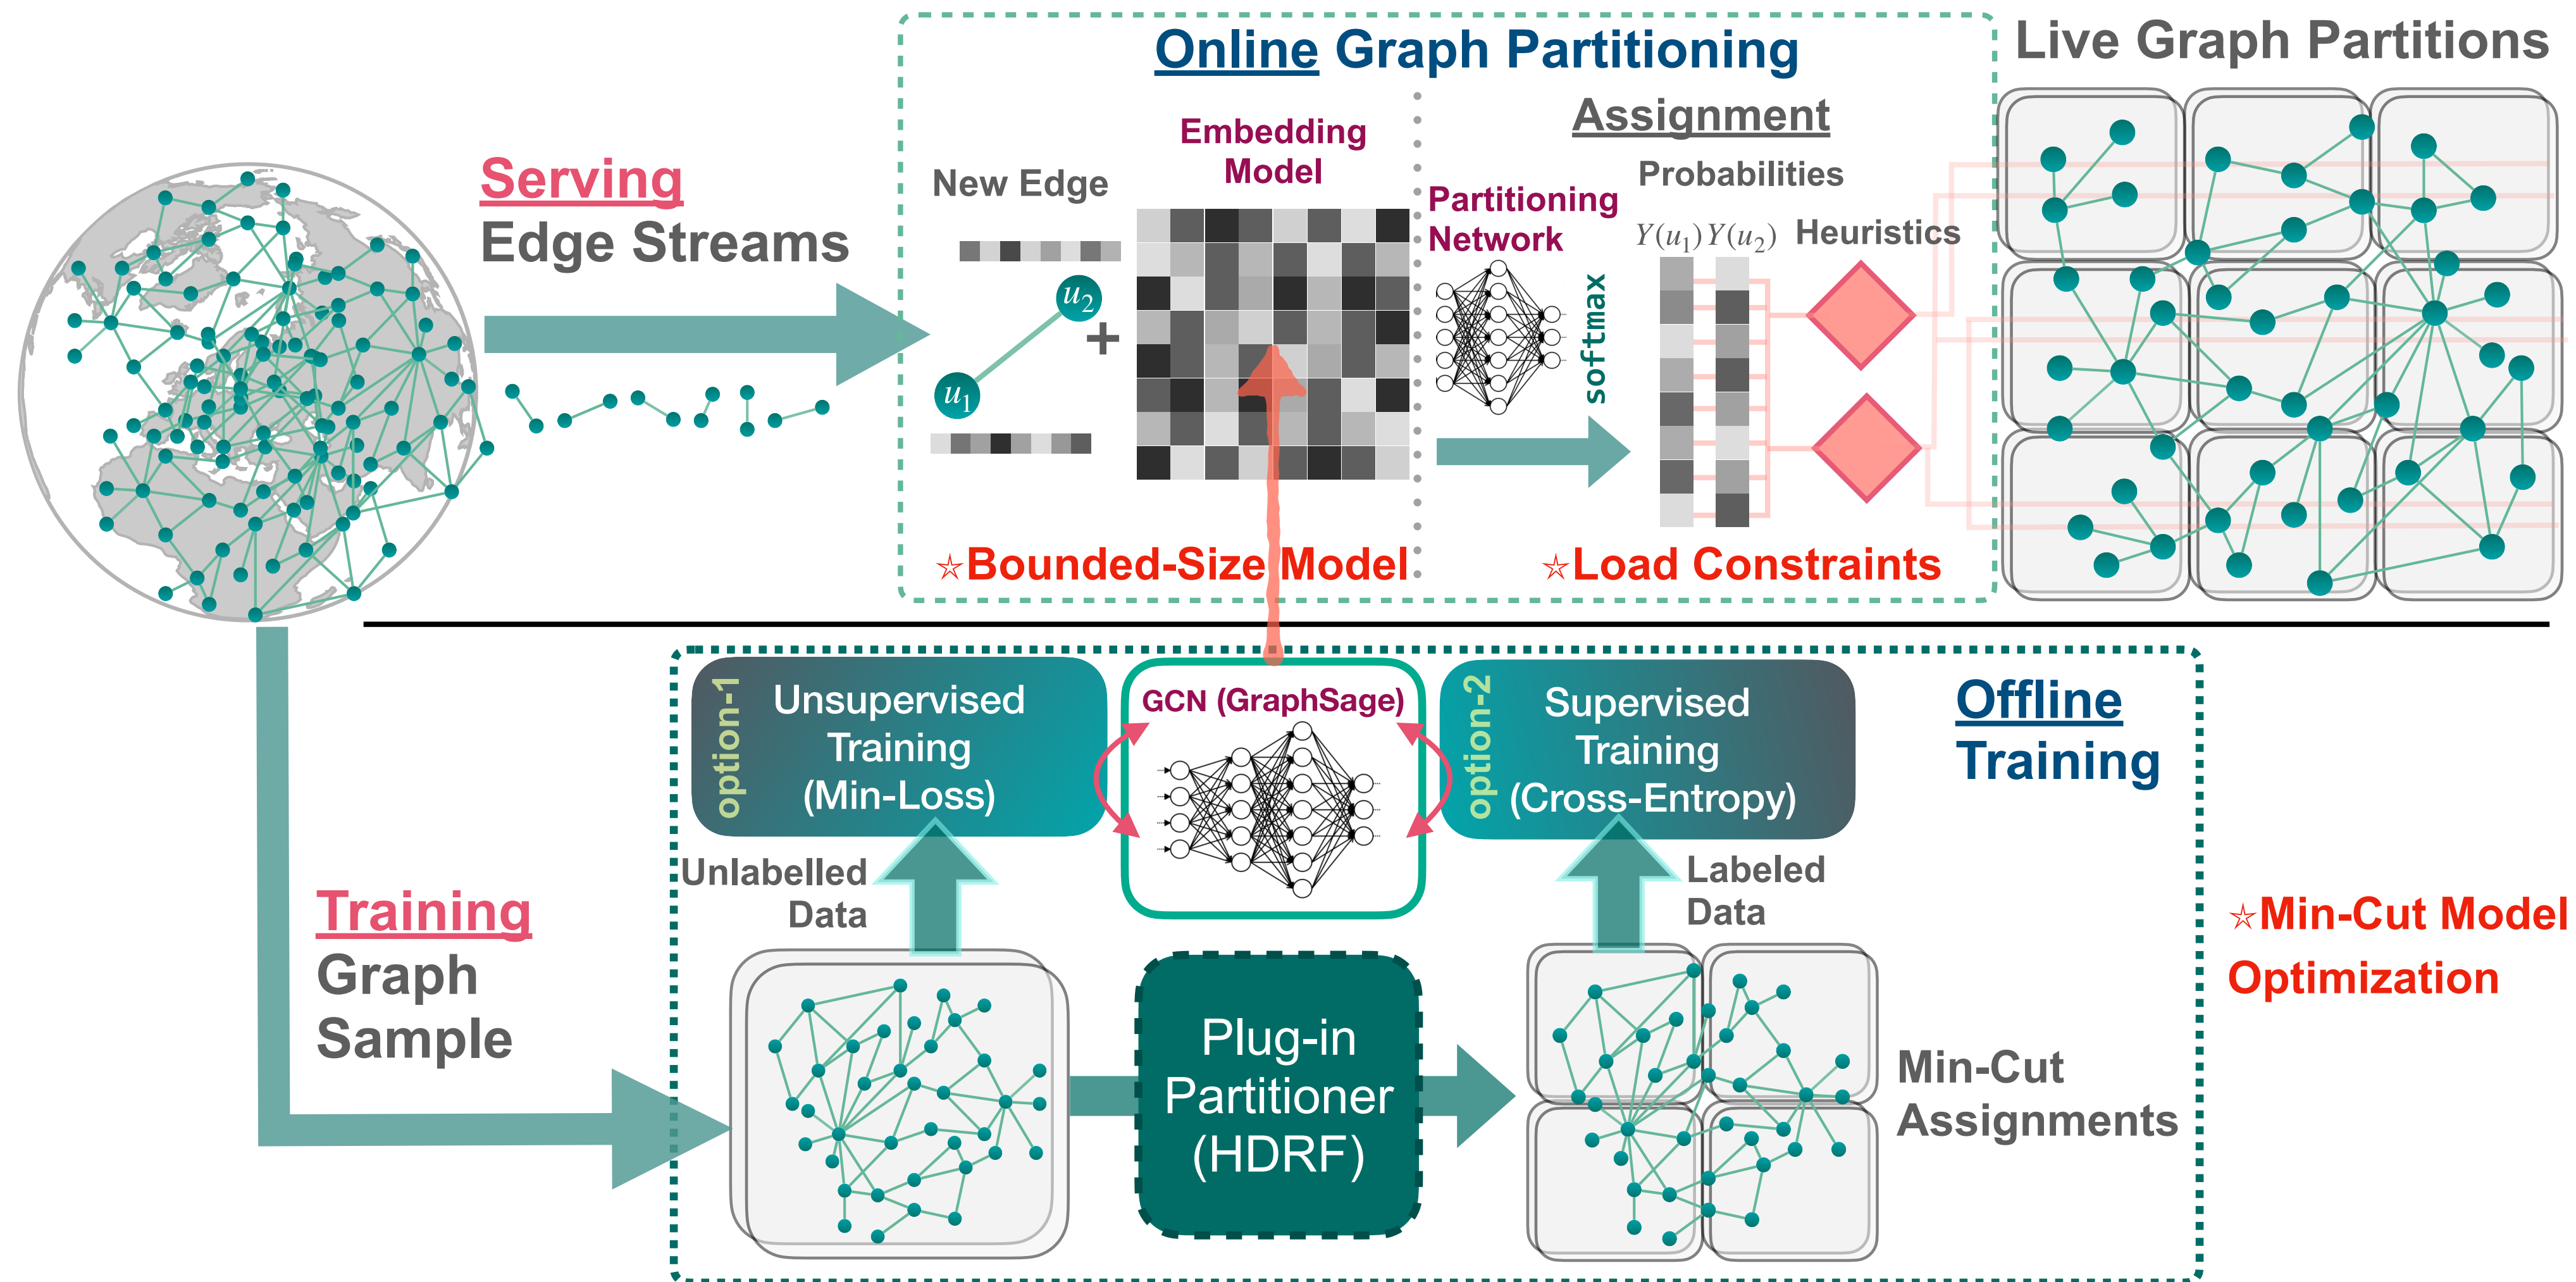 Online Graph Partitioning
Live Graph Partitions
Serving
Edge Streams
New Edge
u2
+
u1
Embedding
Model
☆Bounded-Size Model
Assignment
Partitioning
Network
softmax
Probabilities
Y(u1) Y(u2)
Heuristics
☆Load Constraints
Training
Graph
Sample
option-1
Unsupervised
Training
(Min-Loss)
GCN (GraphSage)
option-2
Supervised
Training
(Cross-Entropy)
Offline
Training
Unlabelled
Data
Labeled
Data
Plug-in
Partitioner
(HDRF)
Min-Cut
Assignments
☆Min-Cut Model
Optimization